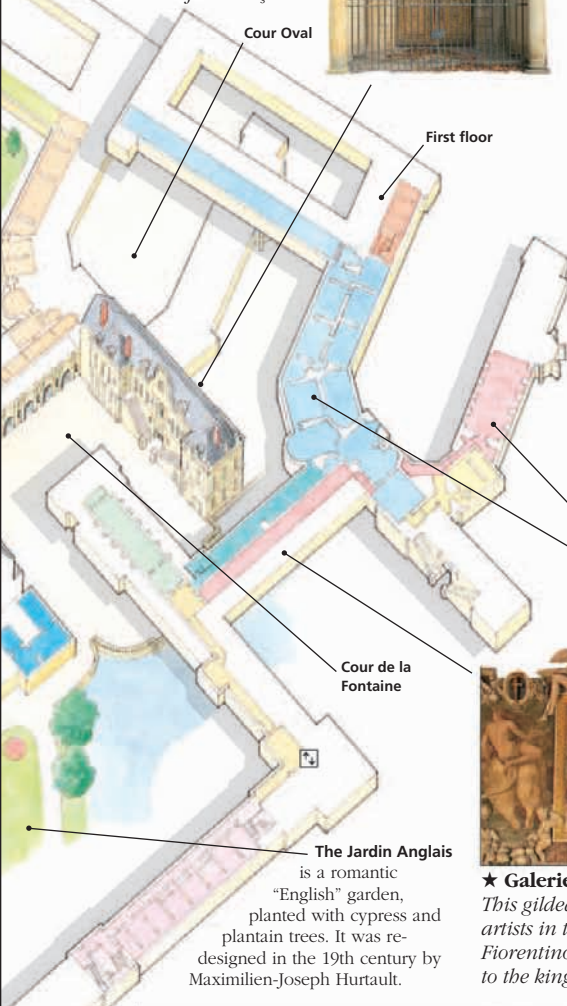 Cour Oval
First floor
Cour de la
Fontaine
The Jardin Anglais
is a romantic
“English” garden,
planted with cypress and
plantain trees. It was re-
designed in the 19th century by
Maximilien-Joseph Hurtault.
★ Galerie
This gilded
artists in
Fiorentino
to the king